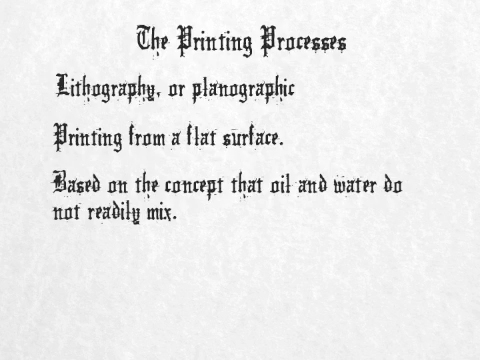 The Printing Processes
Lithography, or planographic
Printing from a flat surface.
Based on the concept that oil and water do
not readily mix.